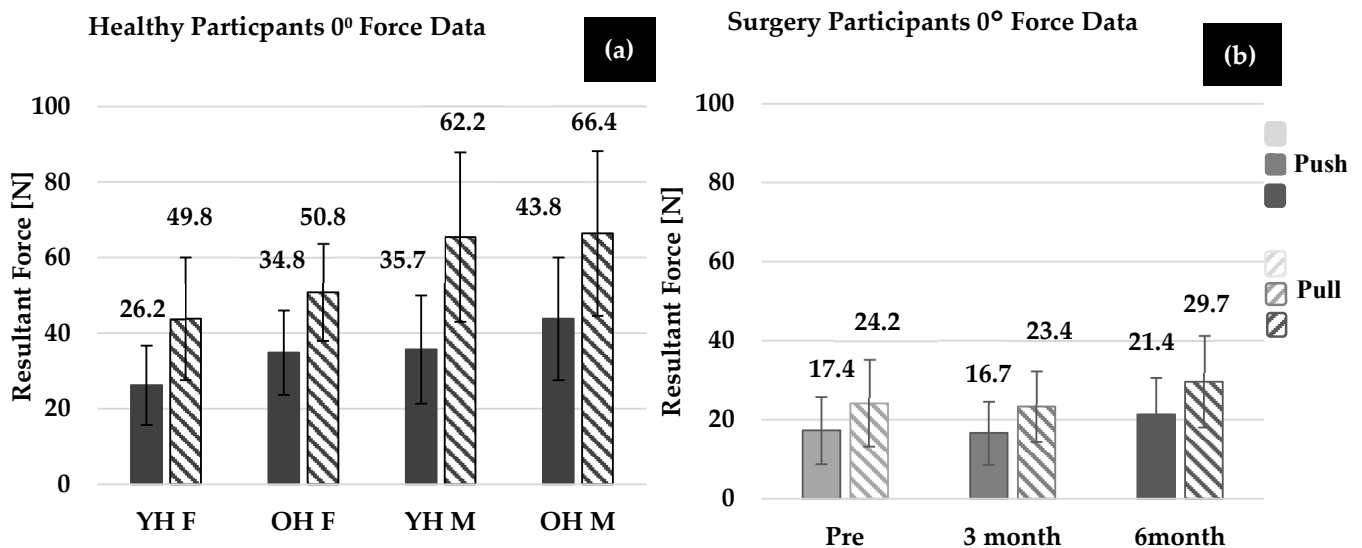 Healthy Particpants 0⁰ Force Data
(a)
Resultant Force [N]
100
80
60
40
20
0
26.2
49.8
34.8
50.8
35.7
62.2
43.8
66.4
YH F
OH F
YH M
OH M
Surgery Participants 0° Force Data
(b)
Resultant Force [N]
100
80
60
40
20
0
17.4
24.2
16.7
23.4
21.4
29.7
Pre
3 month
6month
Push
Pull